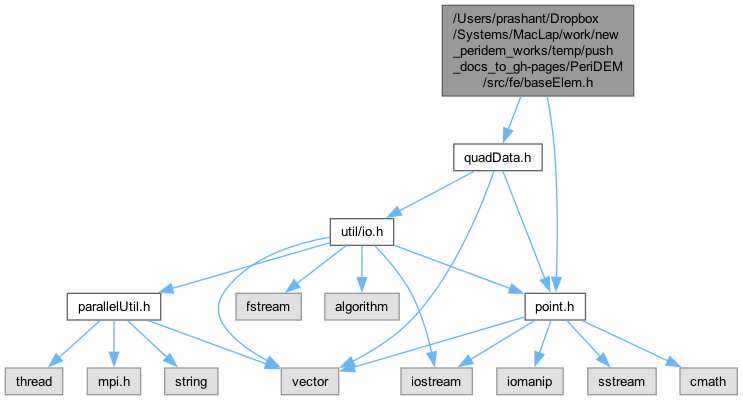 /Users/prashant/Dropbox
/Systems/MacLap/work/new
_peridem_works/temp/push
_docs_to_gh-pages/PeriDEM
/src/fe/baseElem.h
quadData.h
util/io.h
parallelUtil.h
fstream
algorithm
point.h
thread
mpi.h
string
vector
iostream
iomanip
sstream
cmath